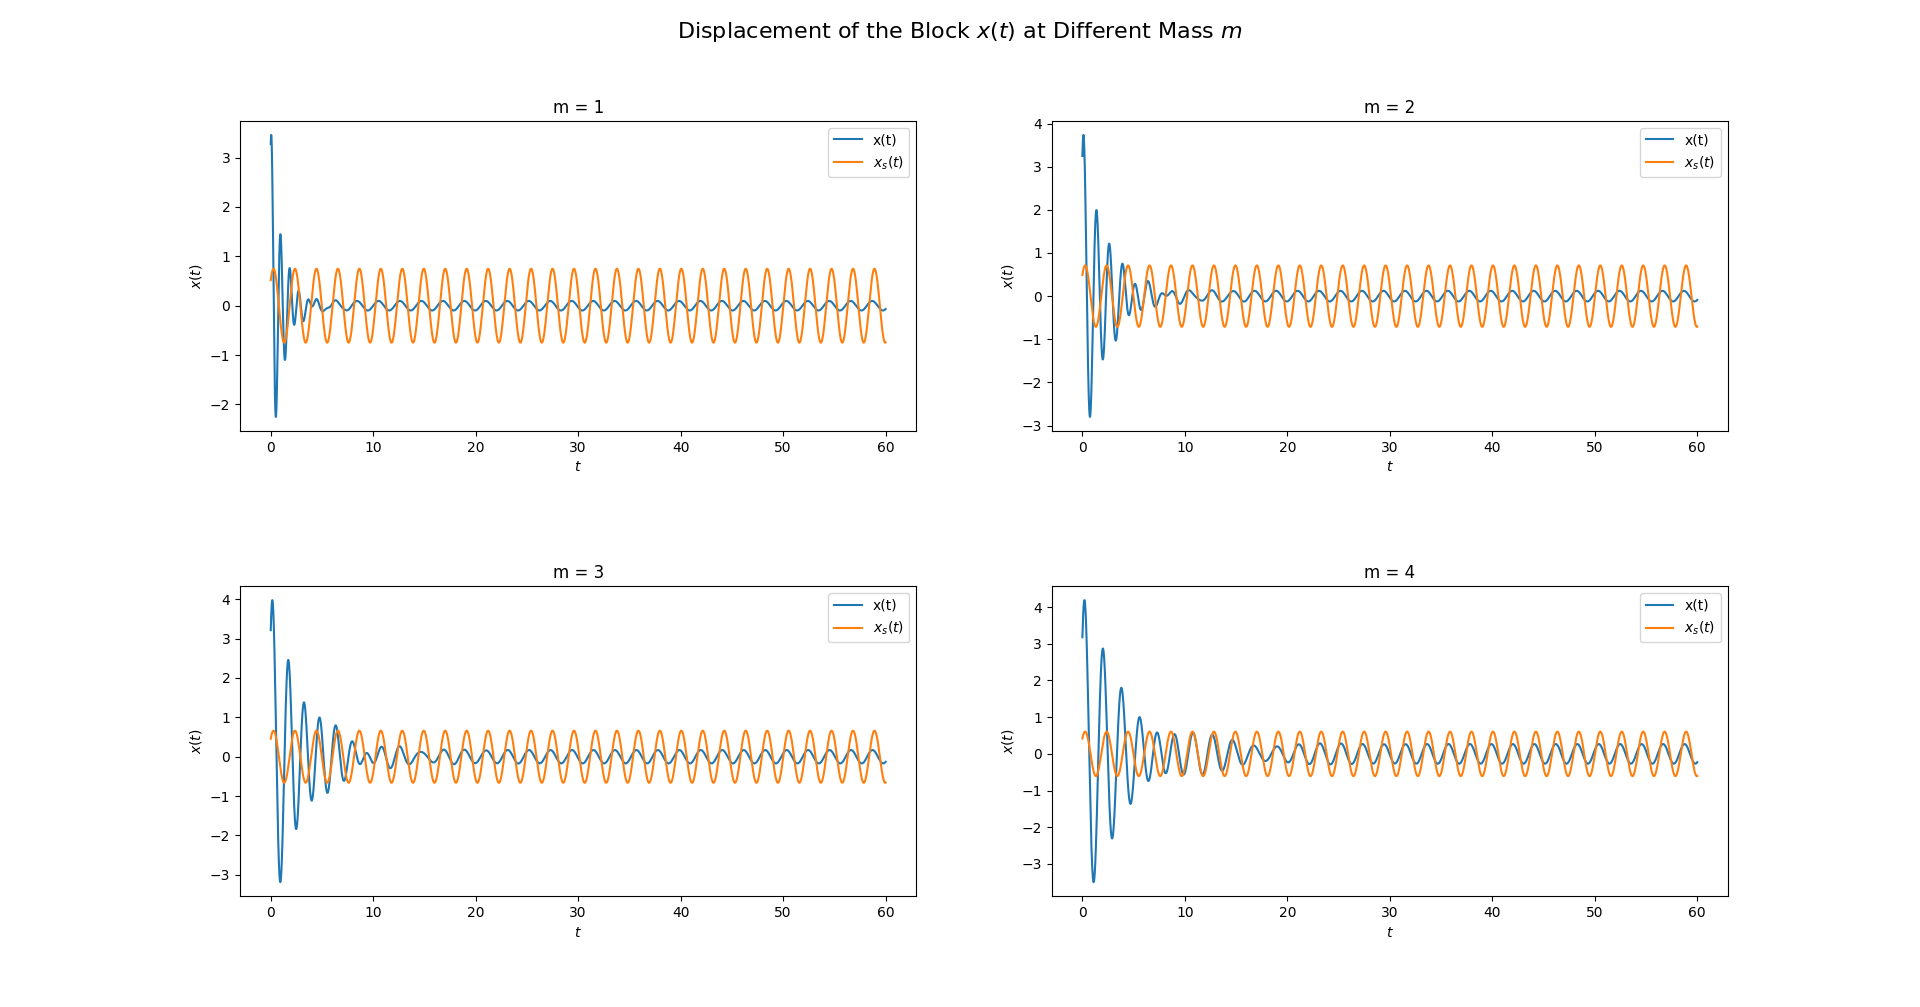 Displacement of the Block x(t) at Different Mass m
m = 1
x(t)
3
2
1
0
−1
−2
0 10 20 30 40 50 60
t
x(t)
x_s(t)
m = 2
x(t)
4
3
2
1
0
−1
−2
−3
0 10 20 30 40 50 60
t
x(t)
x_s(t)
m = 3
x(t)
4
3
2
1
0
−1
−2
−3
0 10 20 30 40 50 60
t
x(t)
x_s(t)
m = 4
x(t)
4
3
2
1
0
−1
−2
−3
0 10 20 30 40 50 60
t
x(t)
x_s(t)